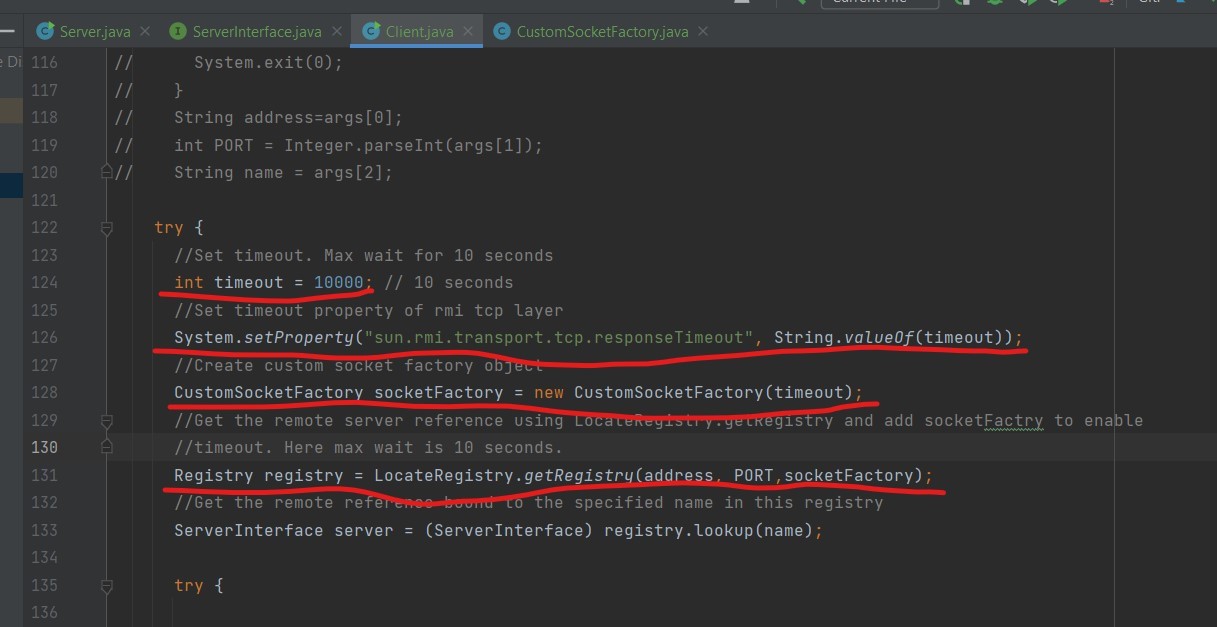 Current File
Git:
Server.java
ServerInterface.java
Client.java
CustomSocketFactory.java
e Di
116 // System.exit(0);
117 // }
118 // String address=args[0];
119 // int PORT = Integer.parseInt(args[1]);
120 // String name = args[2];
121
122 try {
123 //Set timeout. Max wait for 10 seconds
124 int timeout = 10000; // 10 seconds
125 //Set timeout property of rmi tcp layer
126 System.setProperty("sun.rmi.transport.tcp.responseTimeout", String.valueOf(timeout));
127 //Create custom socket factory object
128 CustomSocketFactory socketFactory = new CustomSocketFactory(timeout);
129 //Get the remote server reference using LocateRegistry.getRegistry and add socketFactry to enable
130 //timeout. Here max wait is 10 seconds.
131 Registry registry = LocateRegistry.getRegistry(address, PORT,socketFactory);
132 //Get the remote reference bound to the specified name in this registry
133 ServerInterface server = (ServerInterface) registry.lookup(name);
134
135 try {
136